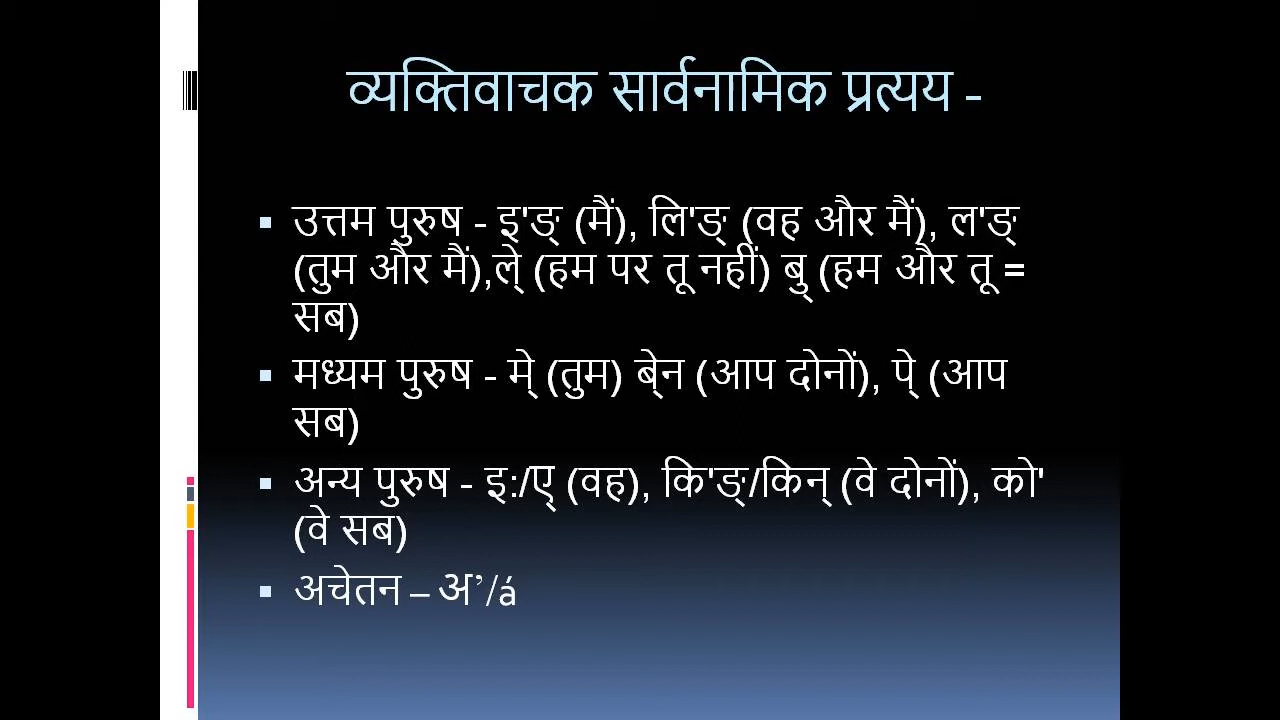 व्यक्तिवाचक सार्वनामिक प्रत्यय -
▪ उत्तम पुरुष - इ'ङ् (मैं), लि'ङ् (वह और मैं), ल'ङ्
(तुम और मैं),ले् (हम पर तू नहीं) बु् (हम और तू =
सब)
▪ मध्यम पुरुष - मे् (तुम) बे्न (आप दोनों), पे् (आप
सब)
▪ अन्य पुरुष - इ:/ए् (वह), कि'ङ्/किन् (वे दोनों), को'
(वे सब)
▪ अचेतन – अ’/á